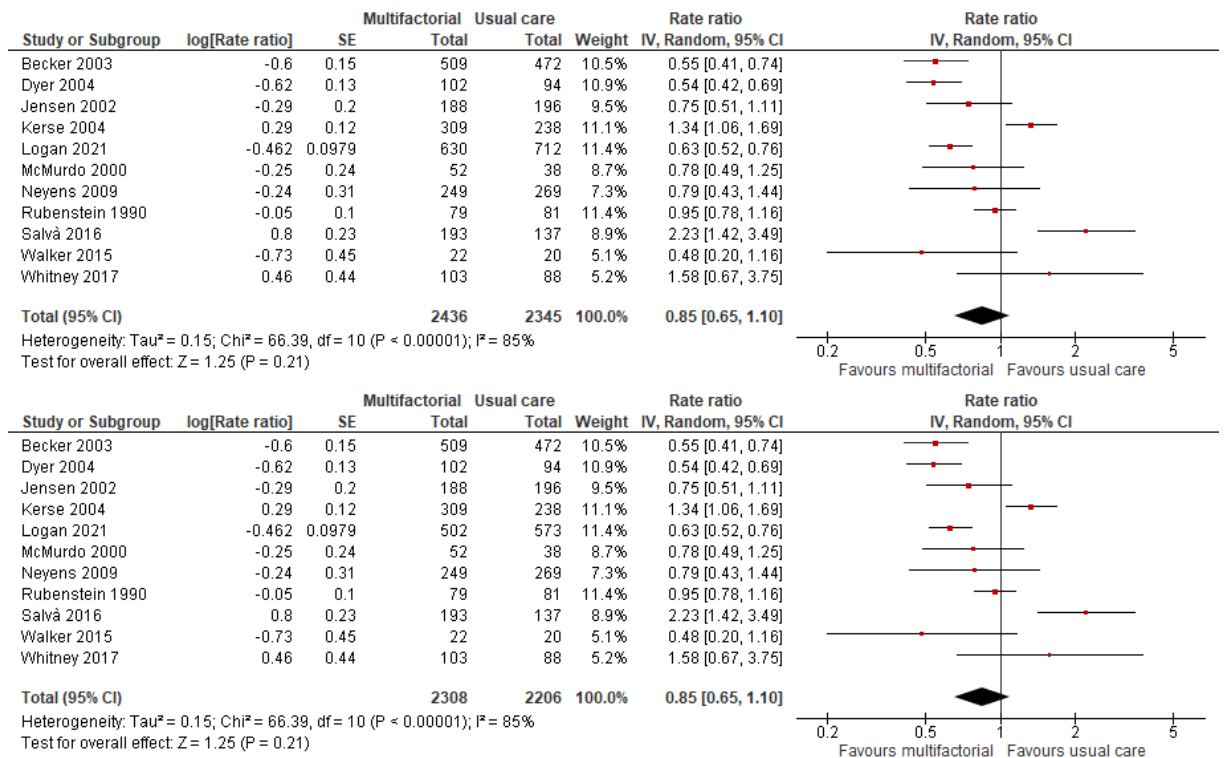 Multifactorial Usual care Rate ratio Rate ratio
Study or Subgroup log[Rate ratio] SE Total Total Weight IV, Random, 95% CI IV, Random, 95% CI
Becker 2003 -0.6 0.15 509 472 10.5% 0.55 [0.41, 0.74]
Dyer 2004 -0.62 0.13 102 94 10.9% 0.54 [0.42, 0.69]
Jensen 2002 -0.29 0.2 188 196 9.5% 0.75 [0.51, 1.11]
Kerse 2004 0.29 0.12 309 238 11.1% 1.34 [1.06, 1.69]
Logan 2021 -0.462 0.0979 630 712 11.4% 0.63 [0.52, 0.76]
McMurdo 2000 -0.25 0.24 52 38 8.7% 0.78 [0.49, 1.25]
Neyens 2009 -0.24 0.31 249 269 7.3% 0.79 [0.43, 1.44]
Rubenstein 1990 -0.05 0.1 79 81 11.4% 0.95 [0.78, 1.16]
Salvà 2016 0.8 0.23 193 137 8.9% 2.23 [1.42, 3.49]
Walker 2015 -0.73 0.45 22 20 5.1% 0.48 [0.20, 1.16]
Whitney 2017 0.46 0.44 103 88 5.2% 1.58 [0.67, 3.75]
Total (95% CI) 2436 2345 100.0% 0.85 [0.65, 1.10]
Heterogeneity: Tau² = 0.15; Chi² = 66.39, df = 10 (P < 0.00001); I² = 85%
Test for overall effect: Z = 1.25 (P = 0.21)
0.2 0.5 1 2 5
Favours multifactorial Favours usual care
Multifactorial Usual care Rate ratio Rate ratio
Study or Subgroup log[Rate ratio] SE Total Total Weight IV, Random, 95% CI IV, Random, 95% CI
Becker 2003 -0.6 0.15 509 472 10.5% 0.55 [0.41, 0.74]
Dyer 2004 -0.62 0.13 102 94 10.9% 0.54 [0.42, 0.69]
Jensen 2002 -0.29 0.2 188 196 9.5% 0.75 [0.51, 1.11]
Kerse 2004 0.29 0.12 309 238 11.1% 1.34 [1.06, 1.69]
Logan 2021 -0.462 0.0979 502 573 11.4% 0.63 [0.52, 0.76]
McMurdo 2000 -0.25 0.24 52 38 8.7% 0.78 [0.49, 1.25]
Neyens 2009 -0.24 0.31 249 269 7.3% 0.79 [0.43, 1.44]
Rubenstein 1990 -0.05 0.1 79 81 11.4% 0.95 [0.78, 1.16]
Salvà 2016 0.8 0.23 193 137 8.9% 2.23 [1.42, 3.49]
Walker 2015 -0.73 0.45 22 20 5.1% 0.48 [0.20, 1.16]
Whitney 2017 0.46 0.44 103 88 5.2% 1.58 [0.67, 3.75]
Total (95% CI) 2308 2206 100.0% 0.85 [0.65, 1.10]
Heterogeneity: Tau² = 0.15; Chi² = 66.39, df = 10 (P < 0.00001); I² = 85%
Test for overall effect: Z = 1.25 (P = 0.21)
0.2 0.5 1 2 5
Favours multifactorial Favours usual care